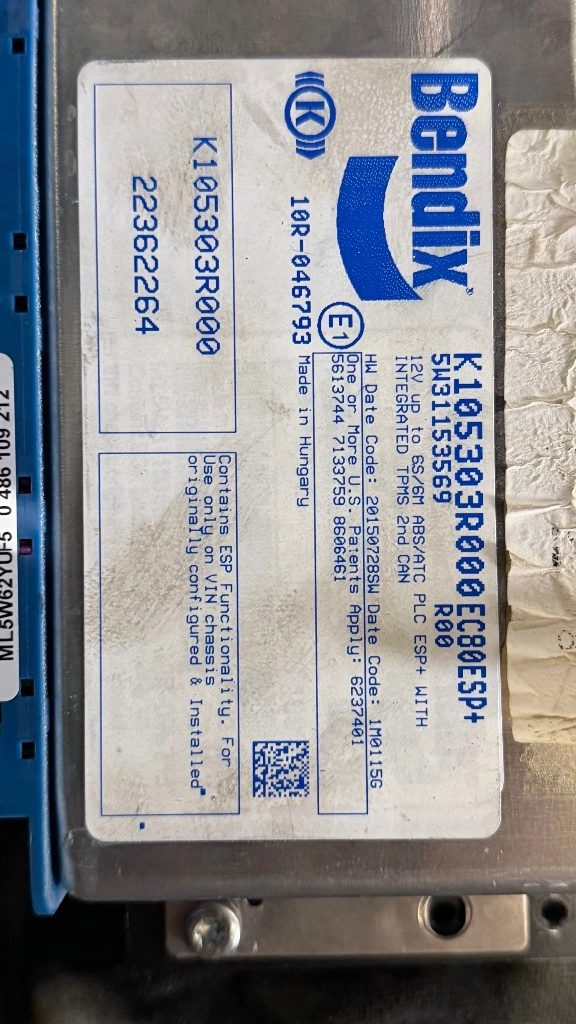 Bendix®
K
10R-046793
E1
K105303R000 EC80ESP+
SW31153569 R00
12V up to 6S/6M ABS/ATC PLC ESP+ WITH
INTEGRATED TPMS 2nd CAN
HW Date Code: 20150728SW Date Code: 1M0115G
One or More U.S. Patents Apply: 6237401
5613744 7133759 8606461
Made in Hungary
K105303R000
22362264
Contains ESP Functionality. For
Use only on VIN chassis
originally configured & Installed"
ML5W62YUF5 0 486 109 212